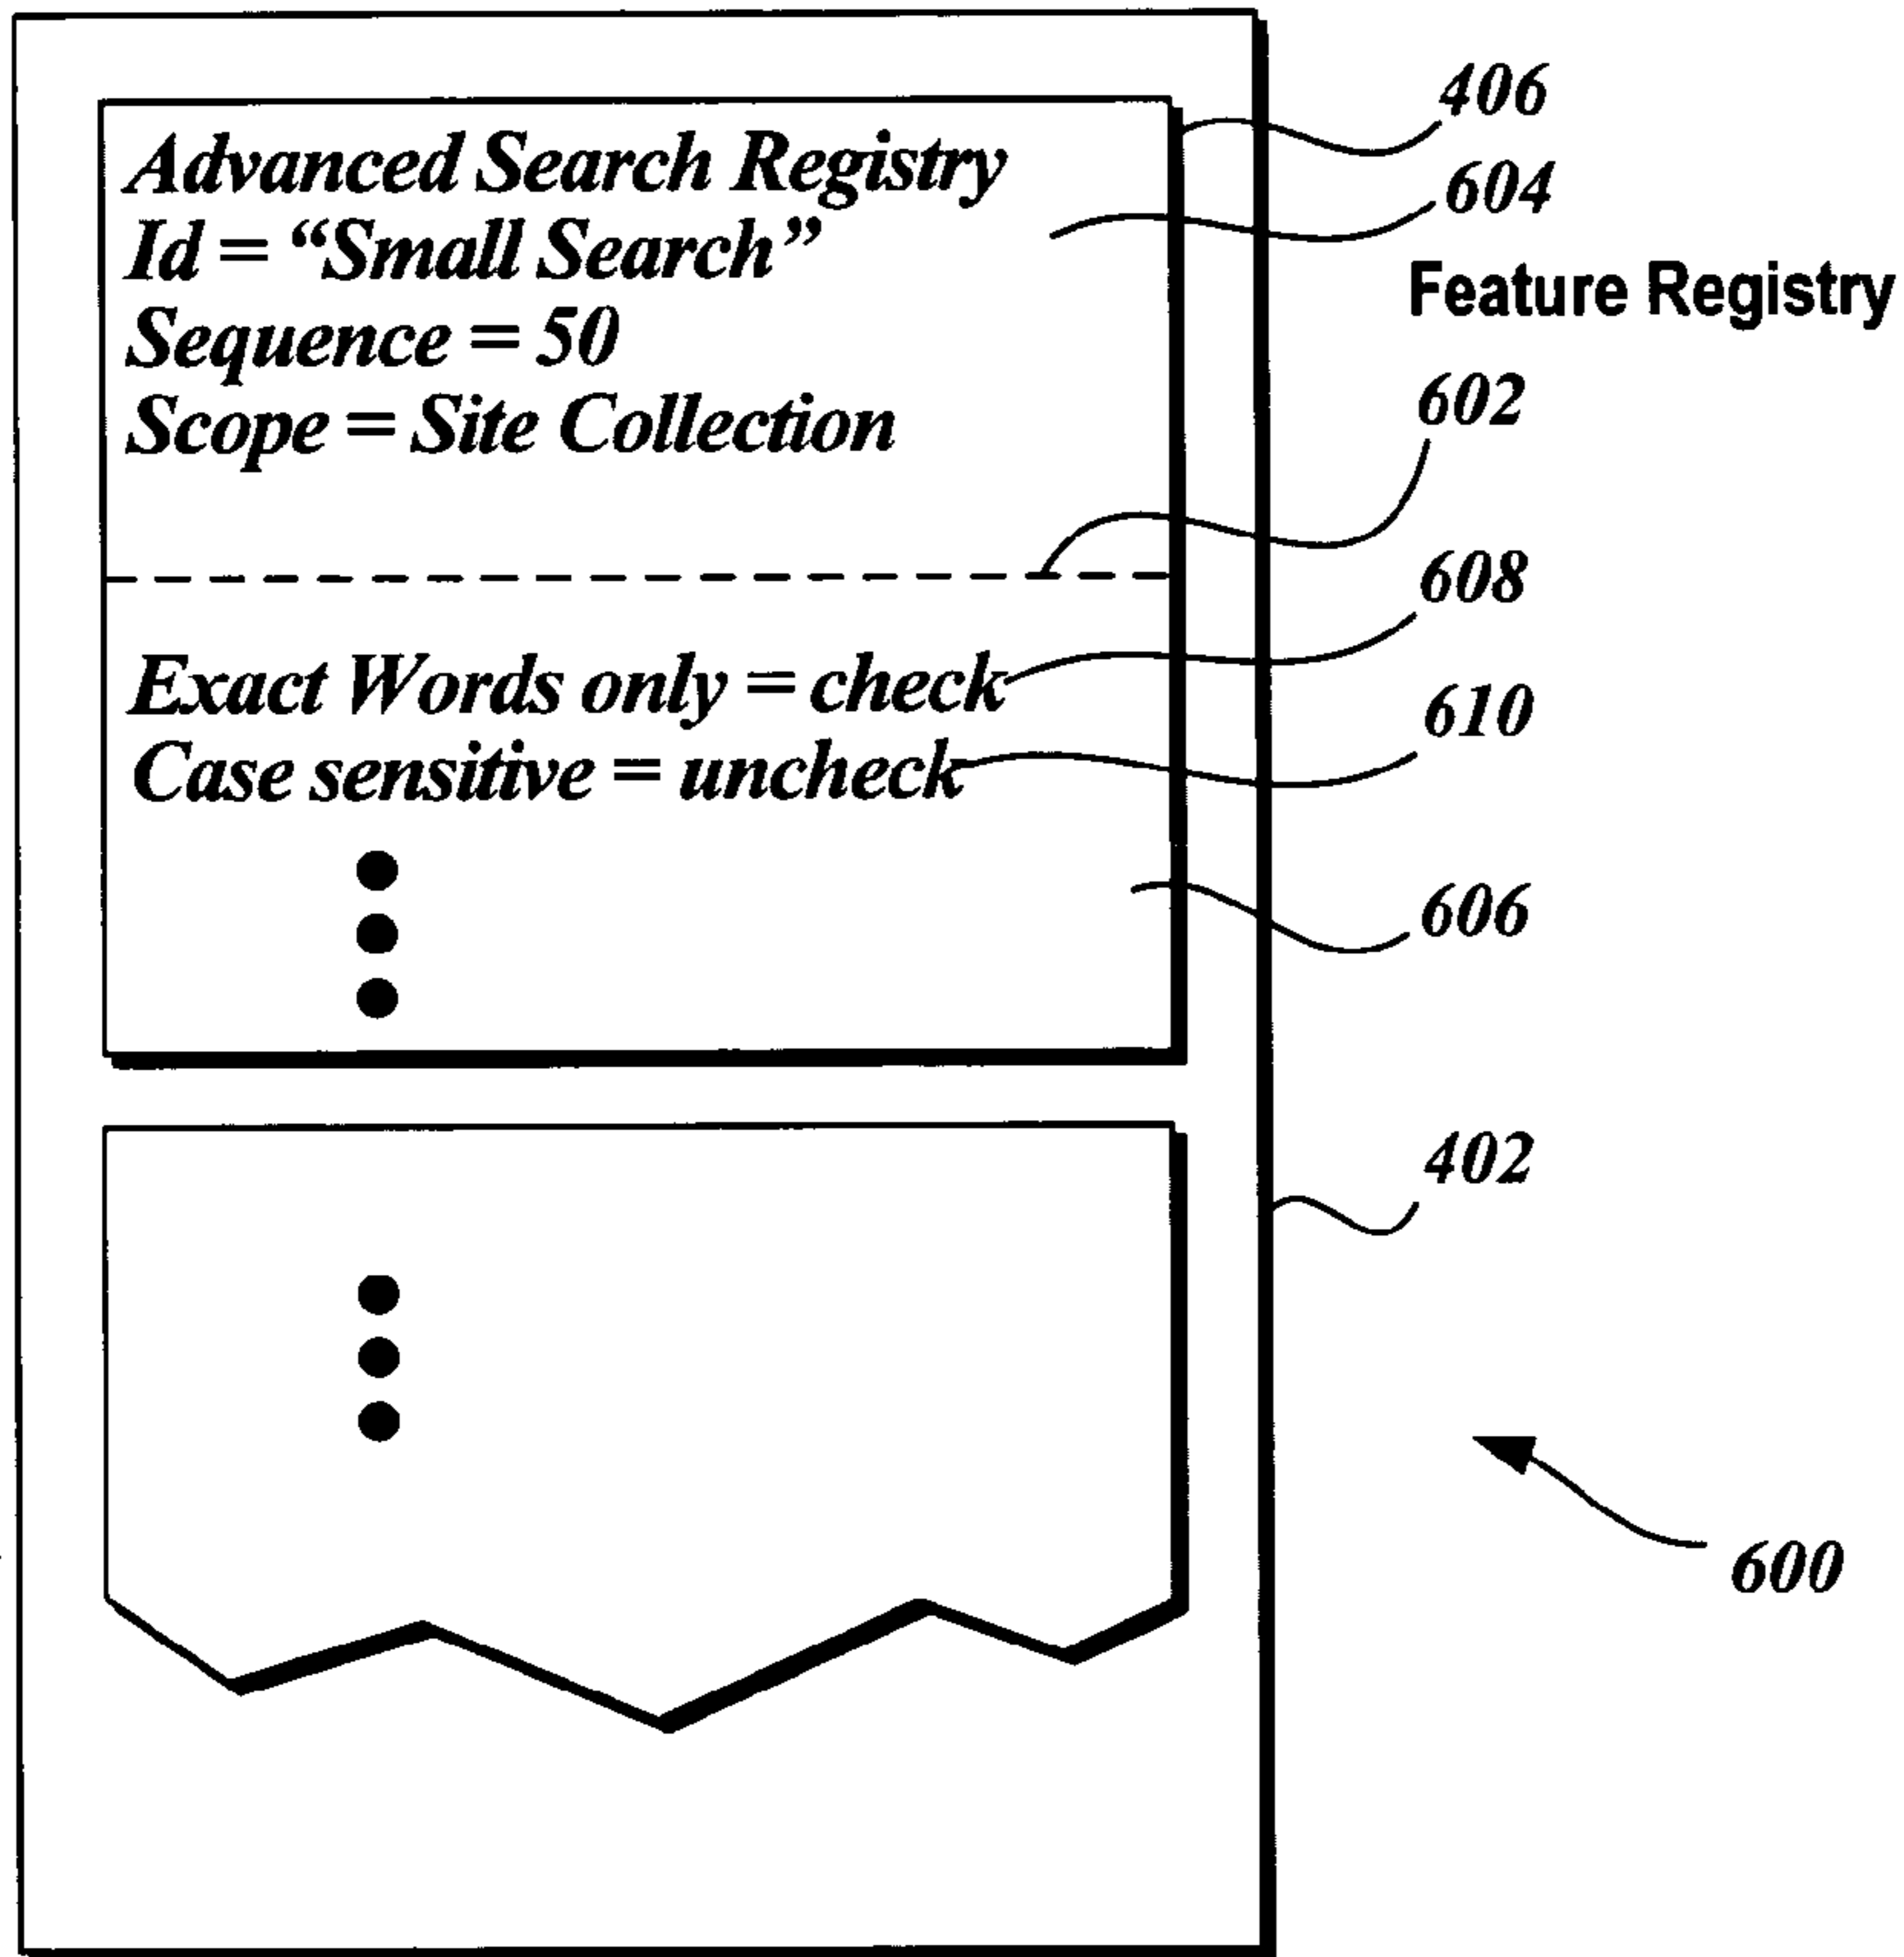 Advanced Search Registry
Id = “Small Search”
Sequence = 50
Scope = Site Collection
Exact Words only = check
Case sensitive = uncheck
406
604
Feature Registry
602
608
610
606
402
600